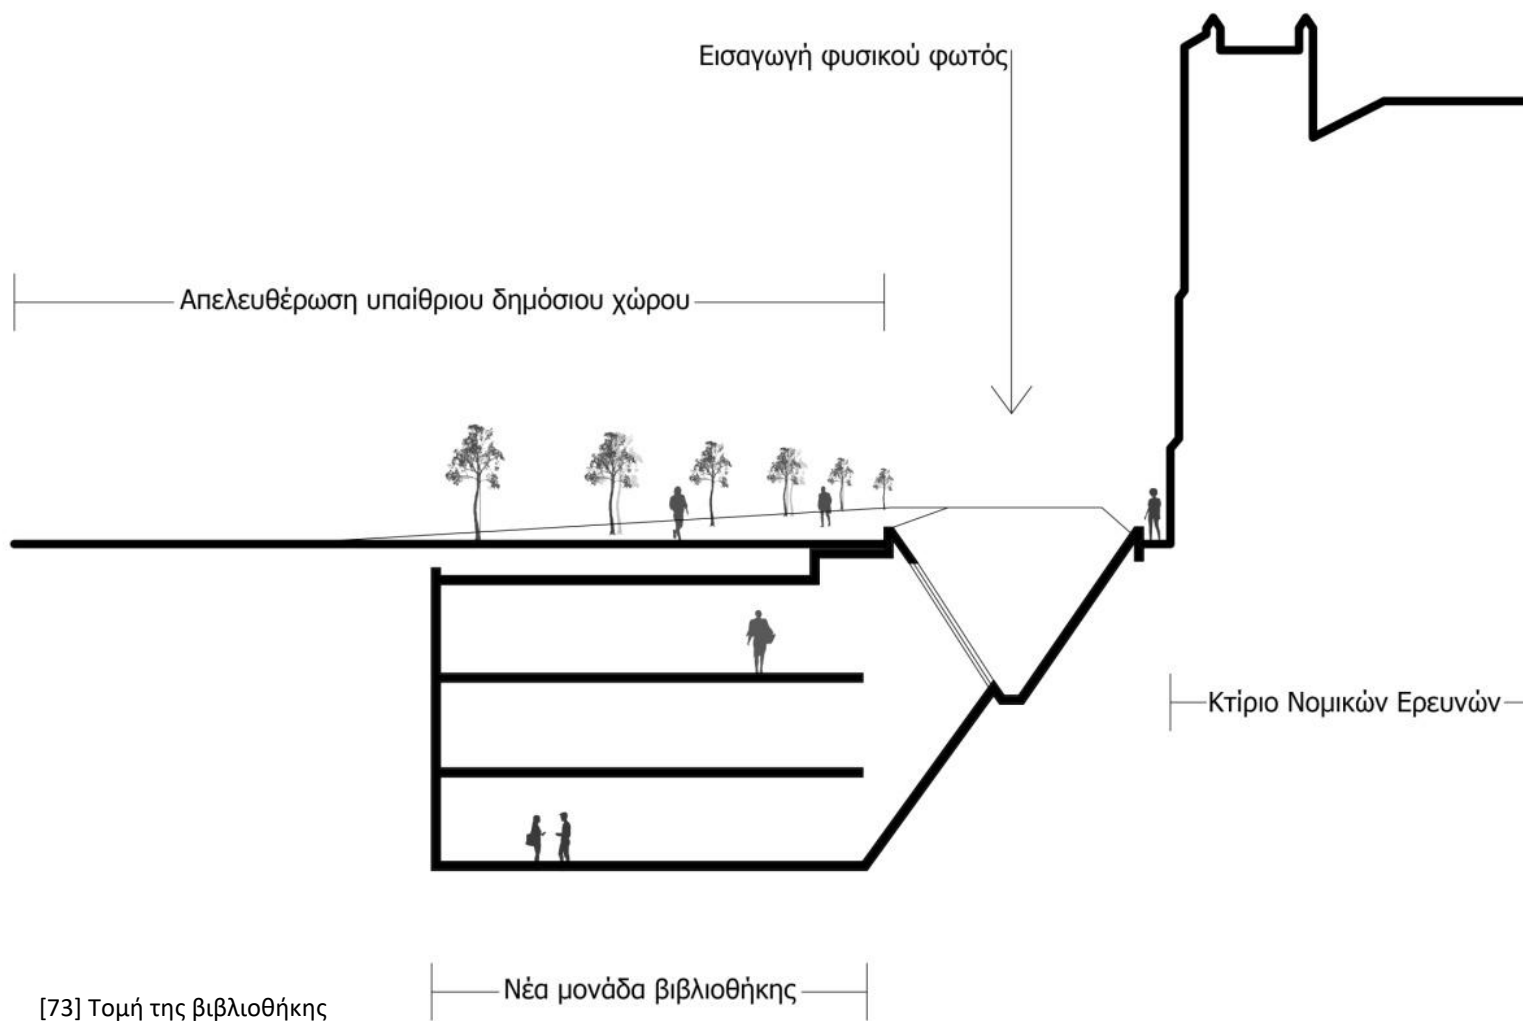 Εισαγωγή φυσικού φωτός
Απελευθέρωση υπαίθριου δημόσιου χώρου
Κτίριο Νομικών Ερευνών
Νέα μονάδα βιβλιοθήκης
[73] Τομή της βιβλιοθήκης